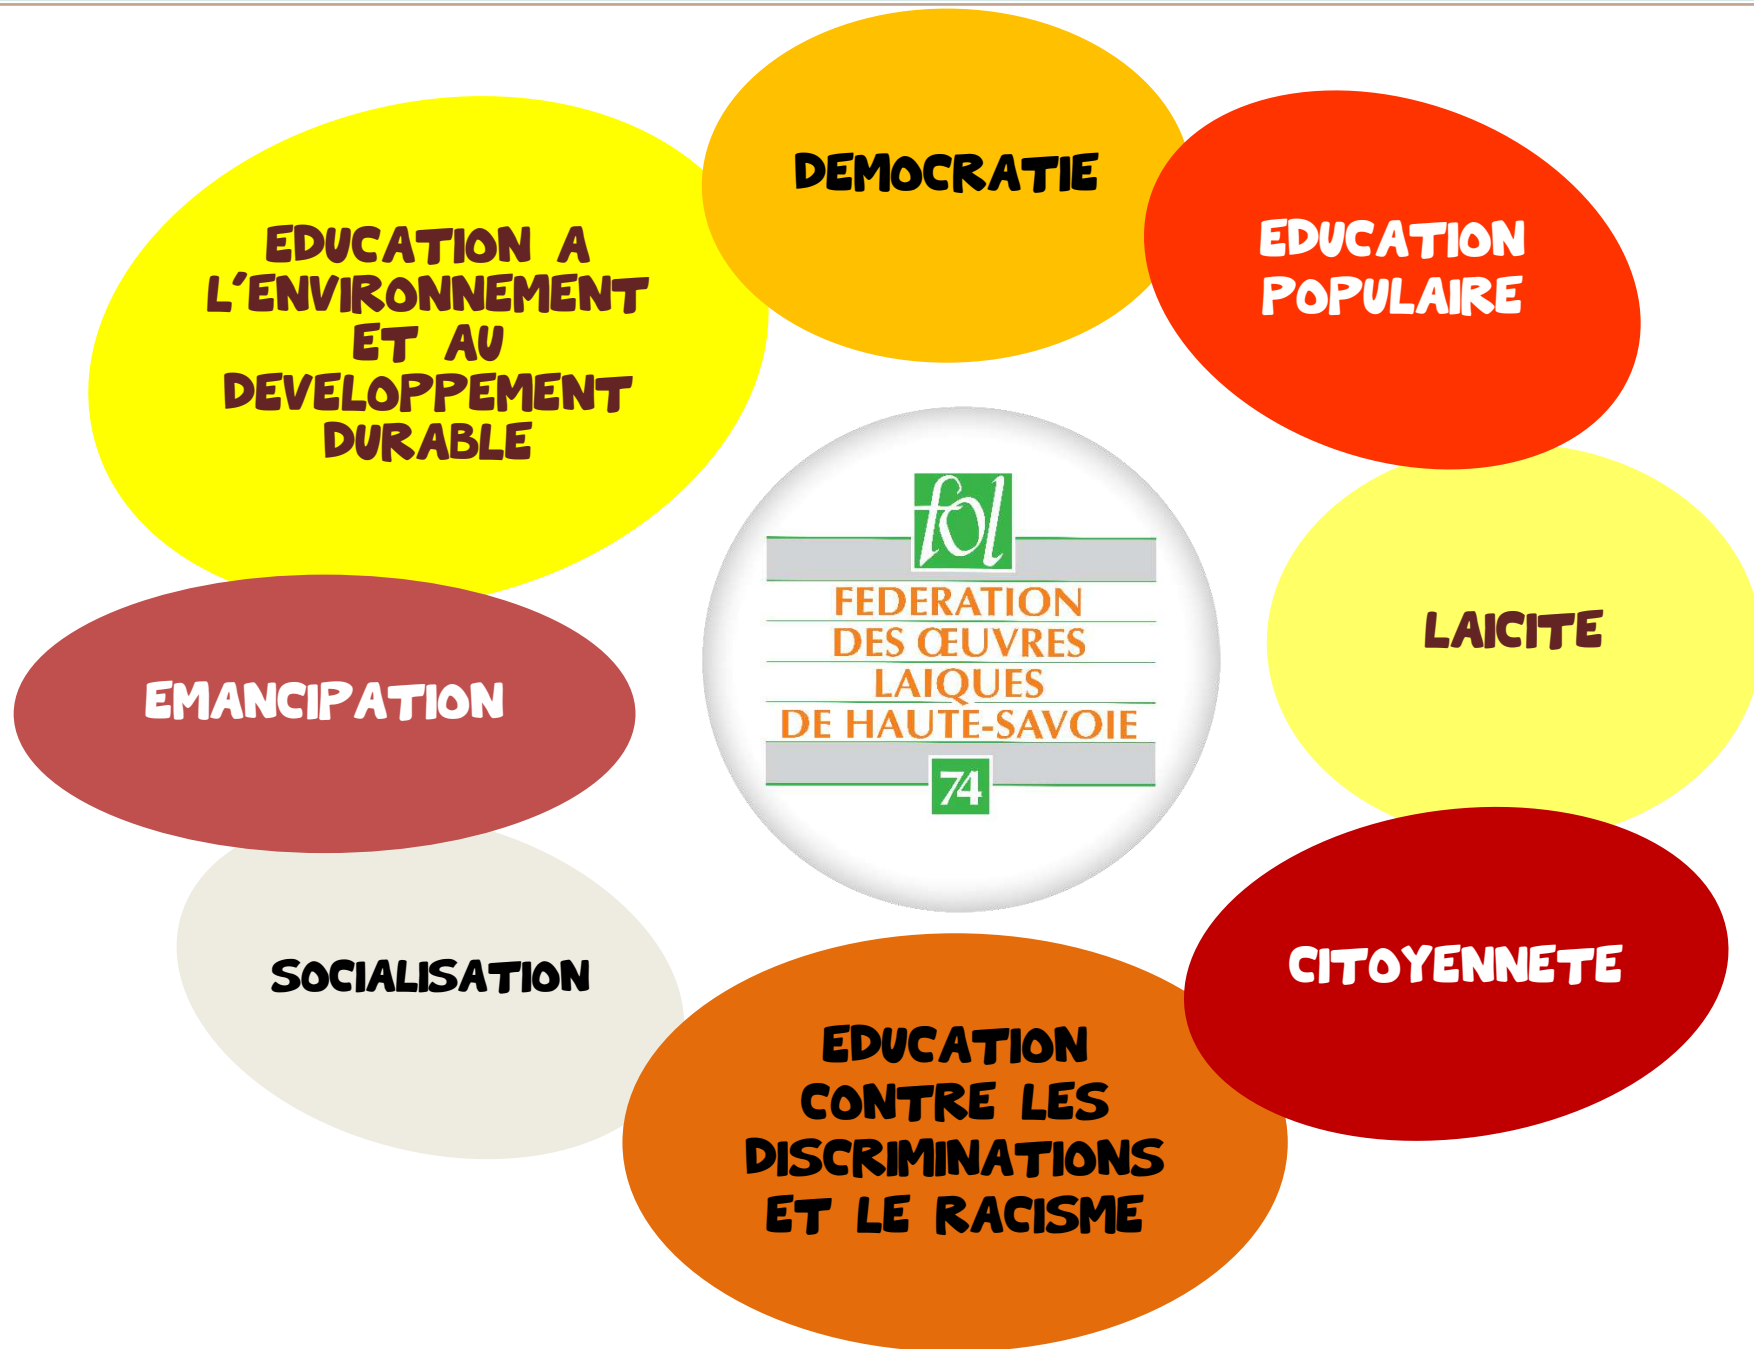 DEMOCRATIE
EDUCATION
POPULAIRE
EDUCATION A
L'ENVIRONNEMENT
ET AU
DEVELOPPEMENT
DURABLE
fol
FEDERATION
DES ŒUVRES
LAIQUES
DE HAUTE-SAVOIE
74
LAICITE
EMANCIPATION
CITOYENNETE
SOCIALISATION
EDUCATION
CONTRE LES
DISCRIMINATIONS
ET LE RACISME